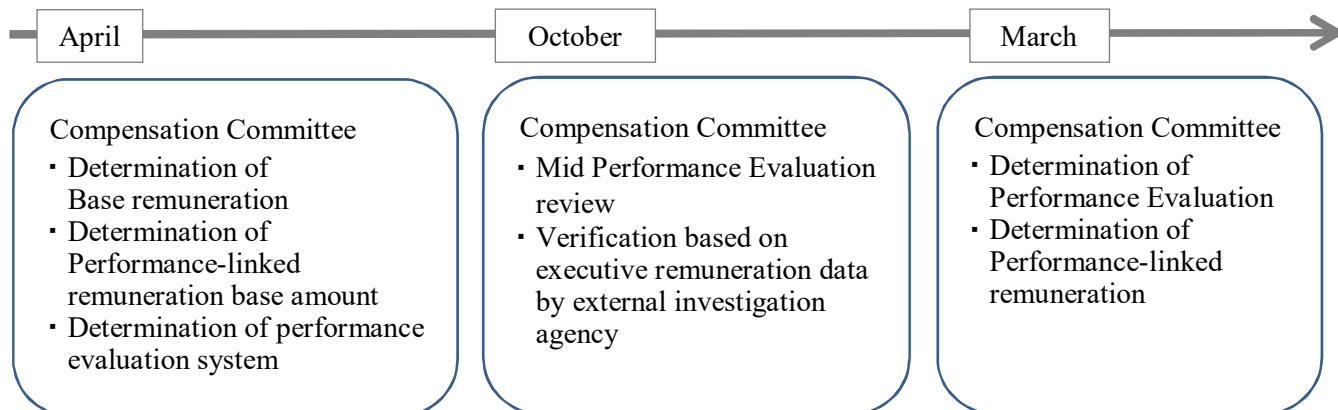 April
October
March
Compensation Committee
▪ Determination of
Base remuneration
▪ Determination of
Performance-linked
remuneration base amount
▪ Determination of performance
evaluation system
Compensation Committee
▪ Mid Performance Evaluation
review
▪ Verification based on
executive remuneration data
by external investigation
agency
Compensation Committee
▪ Determination of
Performance Evaluation
▪ Determination of
Performance-linked
remuneration